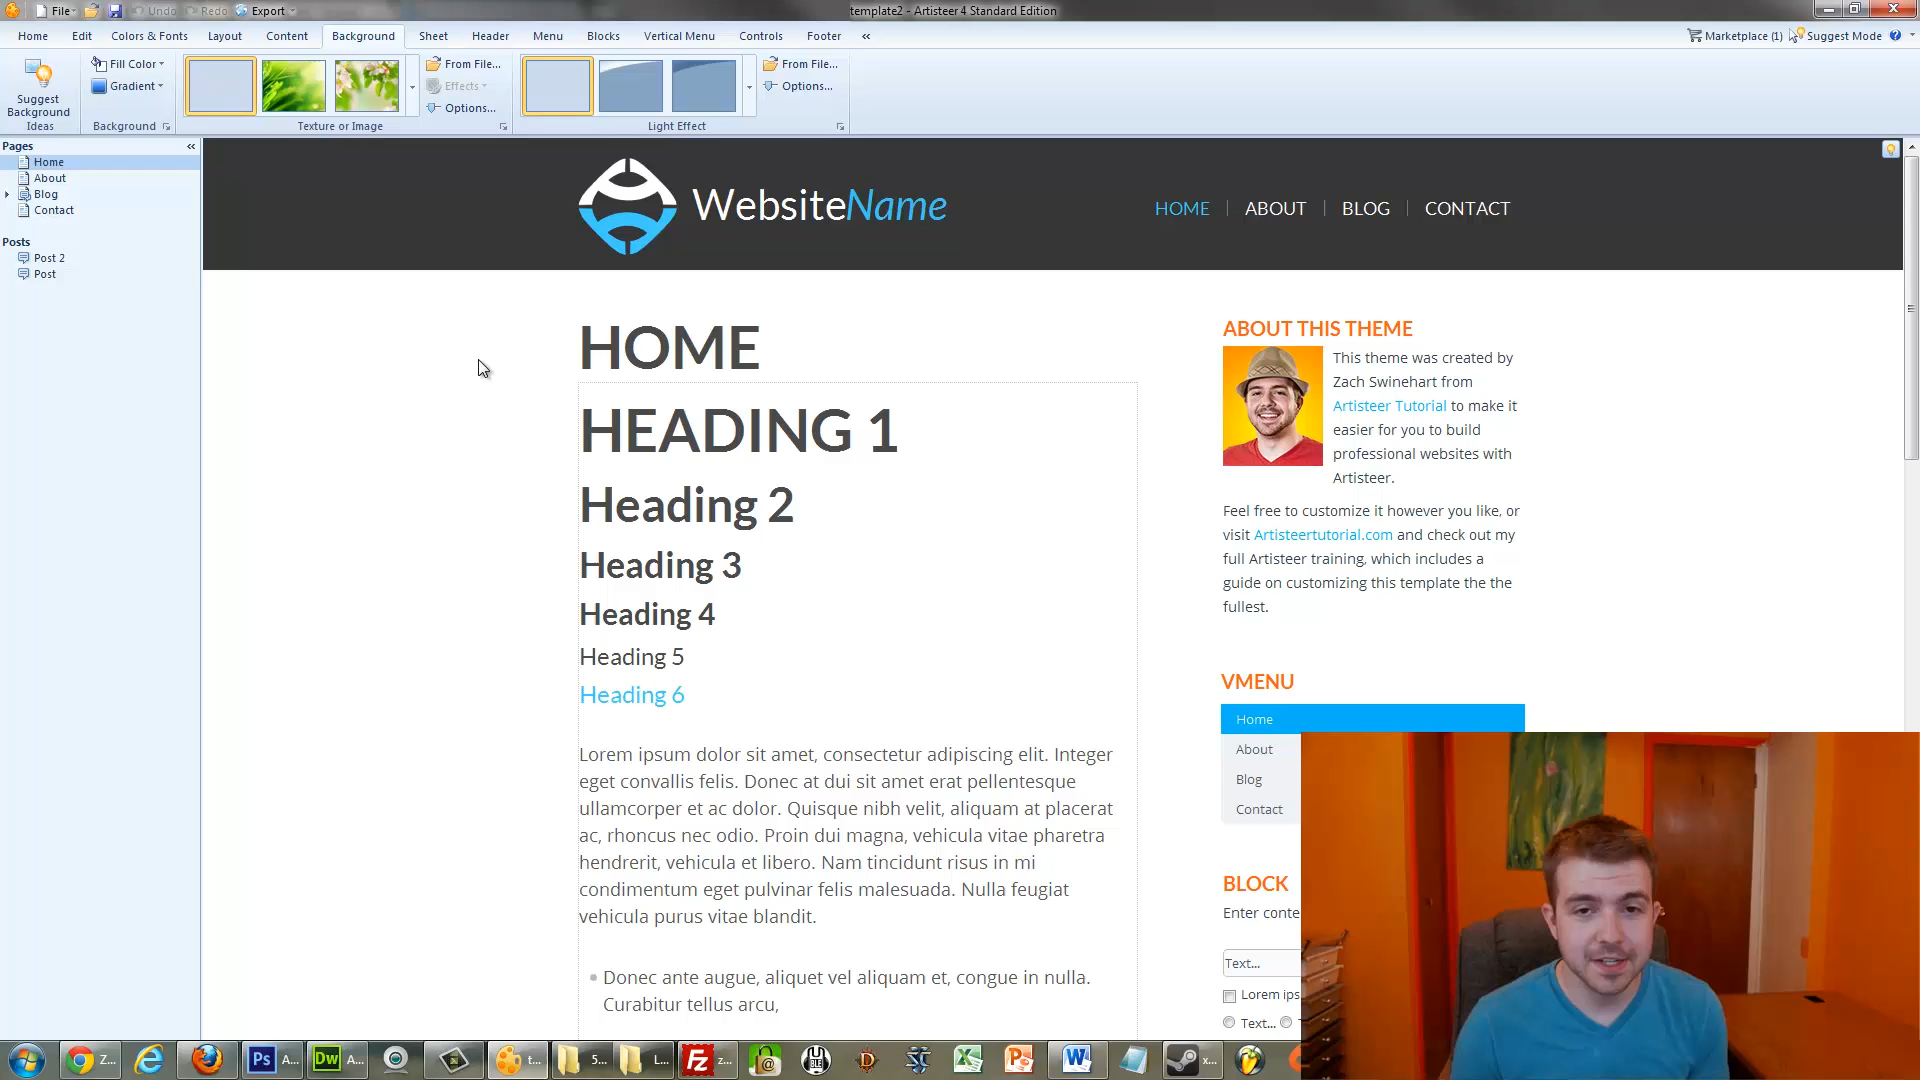 File
Undo
Redo
Export
template2 - Artisteer 4 Standard Edition
Home
Edit
Colors & Fonts
Layout
Content
Background
Sheet
Header
Menu
Blocks
Vertical Menu
Controls
Footer
Marketplace (1)
Suggest Mode
Suggest
Background
Ideas
Fill Color
Gradient
Background
From File...
Effects
Options...
Texture or Image
From File...
Options...
Light Effect
Pages
Home
About
Blog
Contact
Posts
Post 2
Post
WebsiteName
HOME
ABOUT
BLOG
CONTACT
HOME
HEADING 1
Heading 2
Heading 3
Heading 4
Heading 5
Heading 6
Lorem ipsum dolor sit amet, consectetur adipiscing elit. Integer
eget convallis felis. Donec at dui sit amet erat pellentesque
ullamcorper et ac dolor. Quisque nibh velit, aliquam at placerat
ac, rhoncus nec odio. Proin dui magna, vehicula vitae pharetra
hendrerit, vehicula et libero. Nam tincidunt risus in mi
condimentum eget pulvinar felis malesuada. Nulla feugiat
vehicula purus vitae blandit.
Donec ante augue, aliquet vel aliquam et, congue in nulla.
Curabitur tellus arcu,
ABOUT THIS THEME
This theme was created by
Zach Swinehart from
Artisteer Tutorial to make it
easier for you to build
professional websites with
Artisteer.
Feel free to customize it however you like, or
visit Artisteertutorial.com and check out my
full Artisteer training, which includes a
guide on customizing this template the the
fullest.
VMENU
Home
About
Blog
Contact
BLOCK
Enter conte
Text...
Lorem ips
Text...
Z...
Ps A...
Dw A...
t...
5...
L...
Fz z...
x...